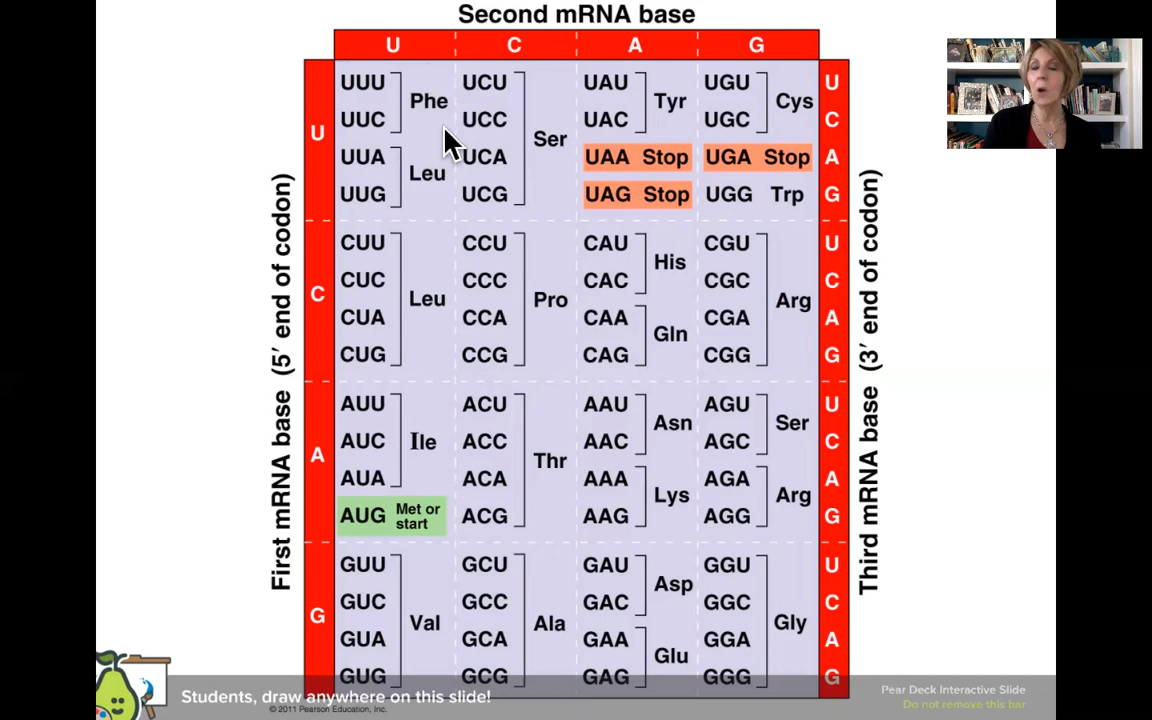 Second mRNA base
U C A G
First mRNA base (5′ end of codon)
Third mRNA base (3′ end of codon)
U
UUU UCU UAU UGU U
Phe Tyr Cys
UUC UCC UAC UGC C
Ser
UUA UCA UAA Stop UGA Stop A
Leu
UUG UCG UAG Stop UGG Trp G
C
CUU CCU CAU CGU U
His
CUC CCC CAC CGC C
Leu Pro Arg
CUA CCA CAA CGA A
Gln
CUG CCG CAG CGG G
A
AUU ACU AAU AGU U
Asn Ser
AUC Ile ACC AAC AGC C
Thr
AUA ACA AAA AGA A
Lys Arg
AUG Met or start ACG AAG AGG G
G
GUU GCU GAU GGU U
Asp
GUC GCC GAC GGC C
Val Ala Gly
GUA GCA GAA GGA A
Glu
GUG GCG GAG GGG G
Students, draw anywhere on this slide!
© 2011 Pearson Education, Inc.
Pear Deck Interactive Slide
Do not remove this bar